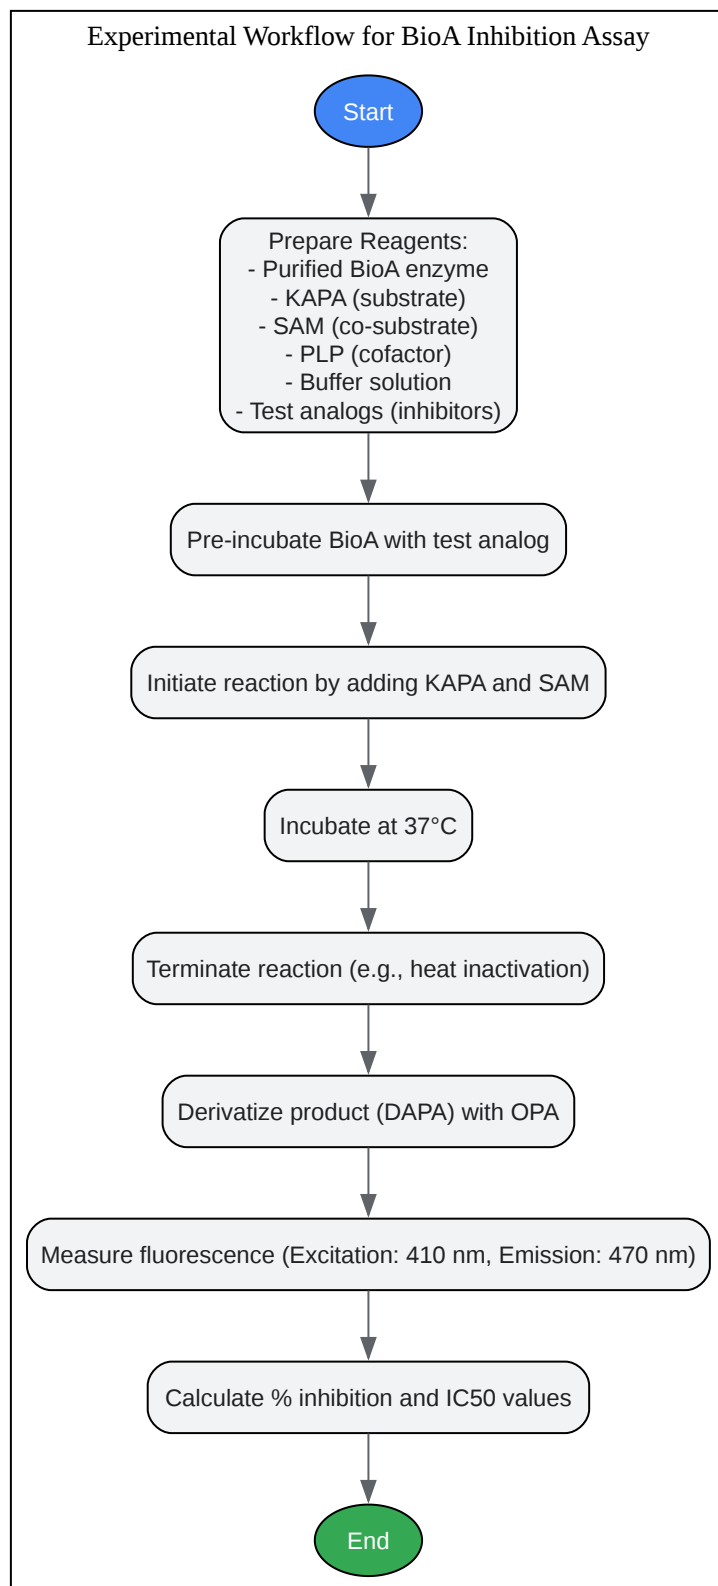 Experimental Workflow for BioA Inhibition Assay
Start
Prepare Reagents:
- Purified BioA enzyme
- KAPA (substrate)
- SAM (co-substrate)
- PLP (cofactor)
- Buffer solution
- Test analogs (inhibitors)
Pre-incubate BioA with test analog
Initiate reaction by adding KAPA and SAM
Incubate at 37°C
Terminate reaction (e.g., heat inactivation)
Derivatize product (DAPA) with OPA
Measure fluorescence (Excitation: 410 nm, Emission: 470 nm)
Calculate % inhibition and IC50 values
End